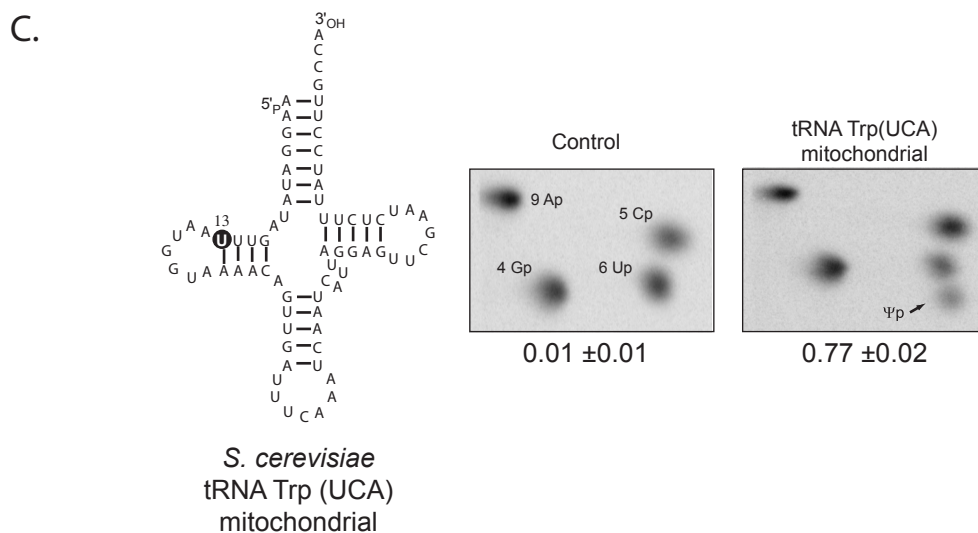 C.
3'OH
A
C
C
G
5'P A U
A U
G C
G C
A U
U A
A U
U U U C U C U A A G C U U G A G G A
A
13
G G U A A U U U G
U A A A A C A
G U
U A
U A
G C
A U
U A
U A
U C A
S. cerevisiae
tRNA Trp (UCA)
mitochondrial
Control
9 Ap
5 Cp
4 Gp
6 Up
0.01 ±0.01
tRNA Trp(UCA)
mitochondrial
Ψp
0.77 ±0.02